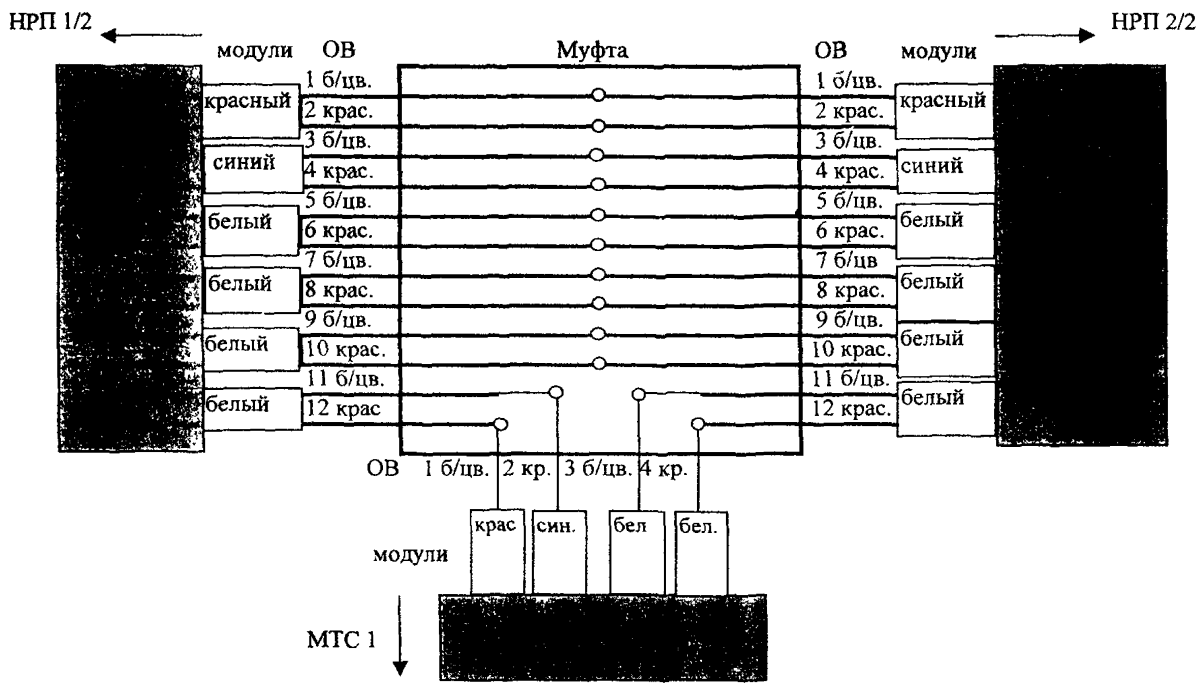 НРП 1/2
НРП 2/2
модули
ОВ
Муфта
ОВ
модули
красный
1 б/цв.
2 крас.
синий
3 б/цв.
4 крас.
белый
5 б/цв.
6 крас.
белый
7 б/цв.
8 крас.
белый
9 б/цв.
10 крас.
белый
11 б/цв.
12 крас
1 б/цв.
2 крас.
красный
3 б/цв.
4 крас.
синий
5 б/цв.
6 крас.
белый
7 б/цв
8 крас.
белый
9 б/цв.
10 крас.
белый
11 б/цв.
12 крас.
белый
ОВ 1 б/цв. 2 кр. 3 б/цв. 4 кр.
крас син. бел бел.
модули
МТС 1